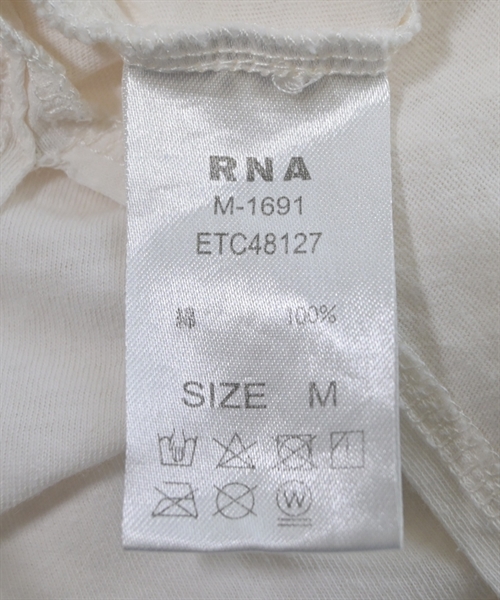 RNA
M-1691
ETC48127
綿 100%
SIZE M
W